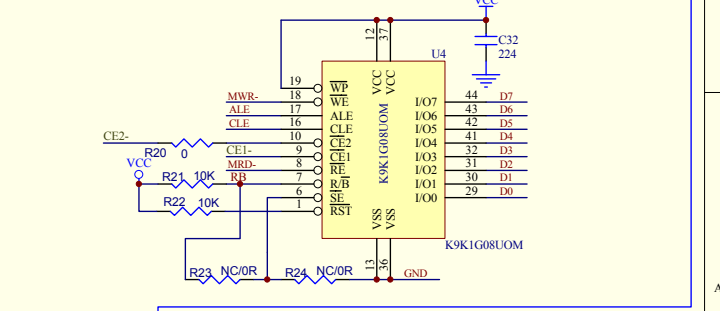 VCC
12
37
C32
224
U4
19
WP
VCC
VCC
MWR-
18
WE
I/O7
44
D7
ALE
17
ALE
I/O6
43
D6
CLE
16
CLE
I/O5
42
D5
CE2-
R20
0
10
CE2
I/O4
41
D4
CE1-
9
CE1
I/O3
32
D3
VCC
MRD-
8
RE
I/O2
31
D2
R21
10K
RB
7
R/B
I/O1
30
D1
6
SE
I/O0
29
D0
R22
10K
1
RST
K9K1G08UOM
VSS
VSS
K9K1G08UOM
13
36
R23
NC/0R
R24
NC/0R
GND